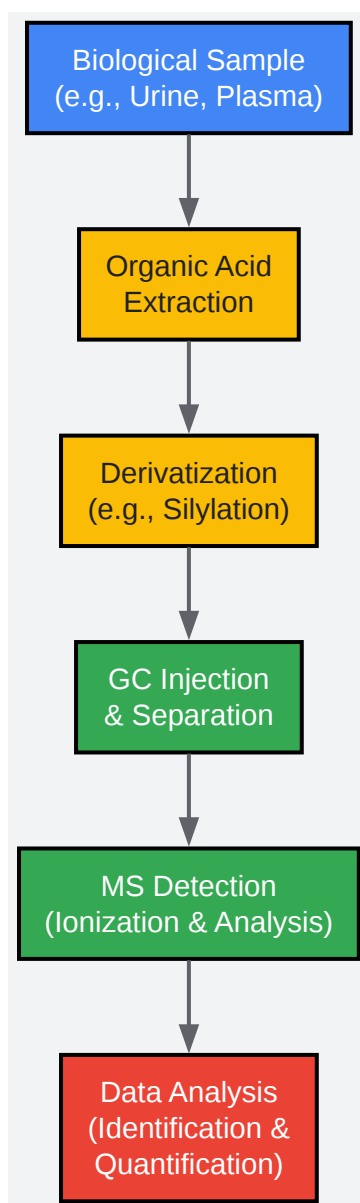 Biological Sample
(e.g., Urine, Plasma)
Organic Acid
Extraction
Derivatization
(e.g., Silylation)
GC Injection
& Separation
MS Detection
(Ionization & Analysis)
Data Analysis
(Identification &
Quantification)